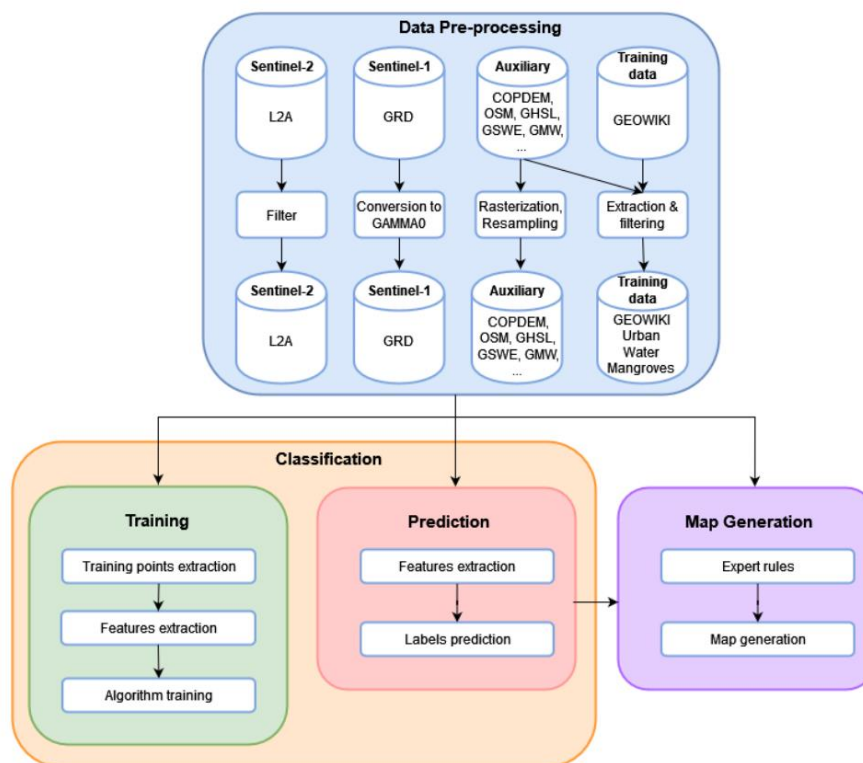 Data Pre-processing
Sentinel-2
L2A
Sentinel-1
GRD
Auxiliary
COPDEM,
OSM, GHSL,
GSWE, GMW,
...
Training
data
GEOWIKI
Filter
Conversion to
GAMMA0
Rasterization,
Resampling
Extraction &
filtering
Sentinel-2
L2A
Sentinel-1
GRD
Auxiliary
COPDEM,
OSM, GHSL,
GSWE, GMW,
...
Training
data
GEOWIKI
Urban
Water
Mangroves
Classification
Training
Training points extraction
Features extraction
Algorithm training
Prediction
Features extraction
Labels prediction
Map Generation
Expert rules
Map generation